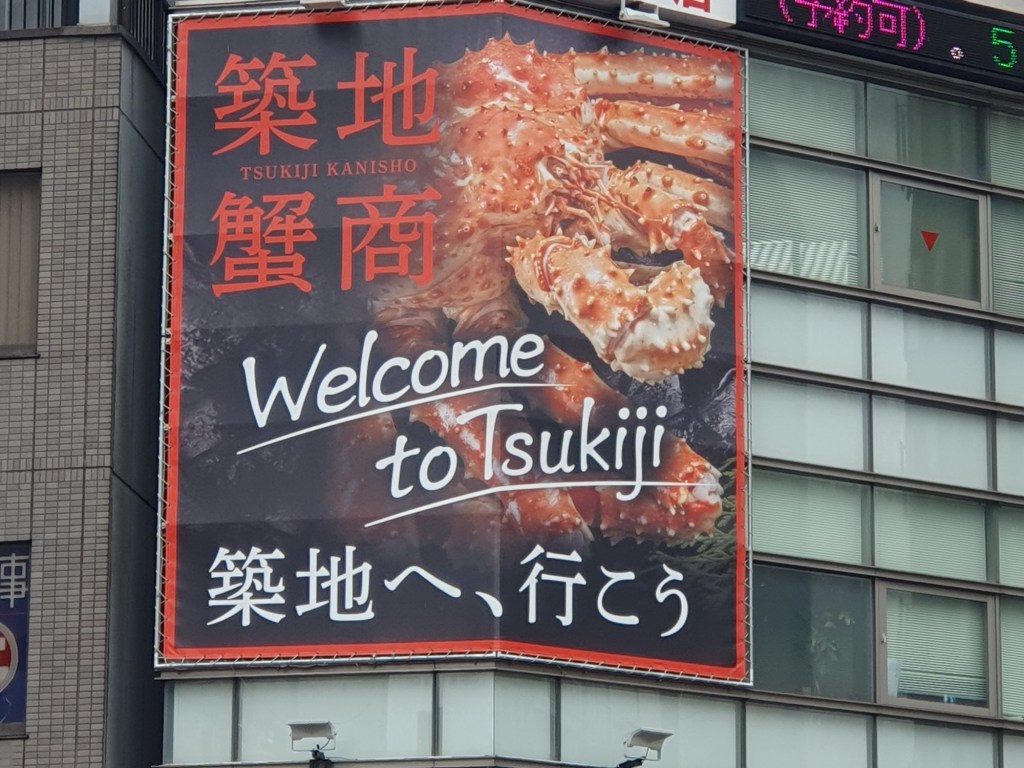 (予約可)。5
築地
TSUKIJI KANISHO
蟹商
Welcome
to Tsukiji
築地へ、行こう